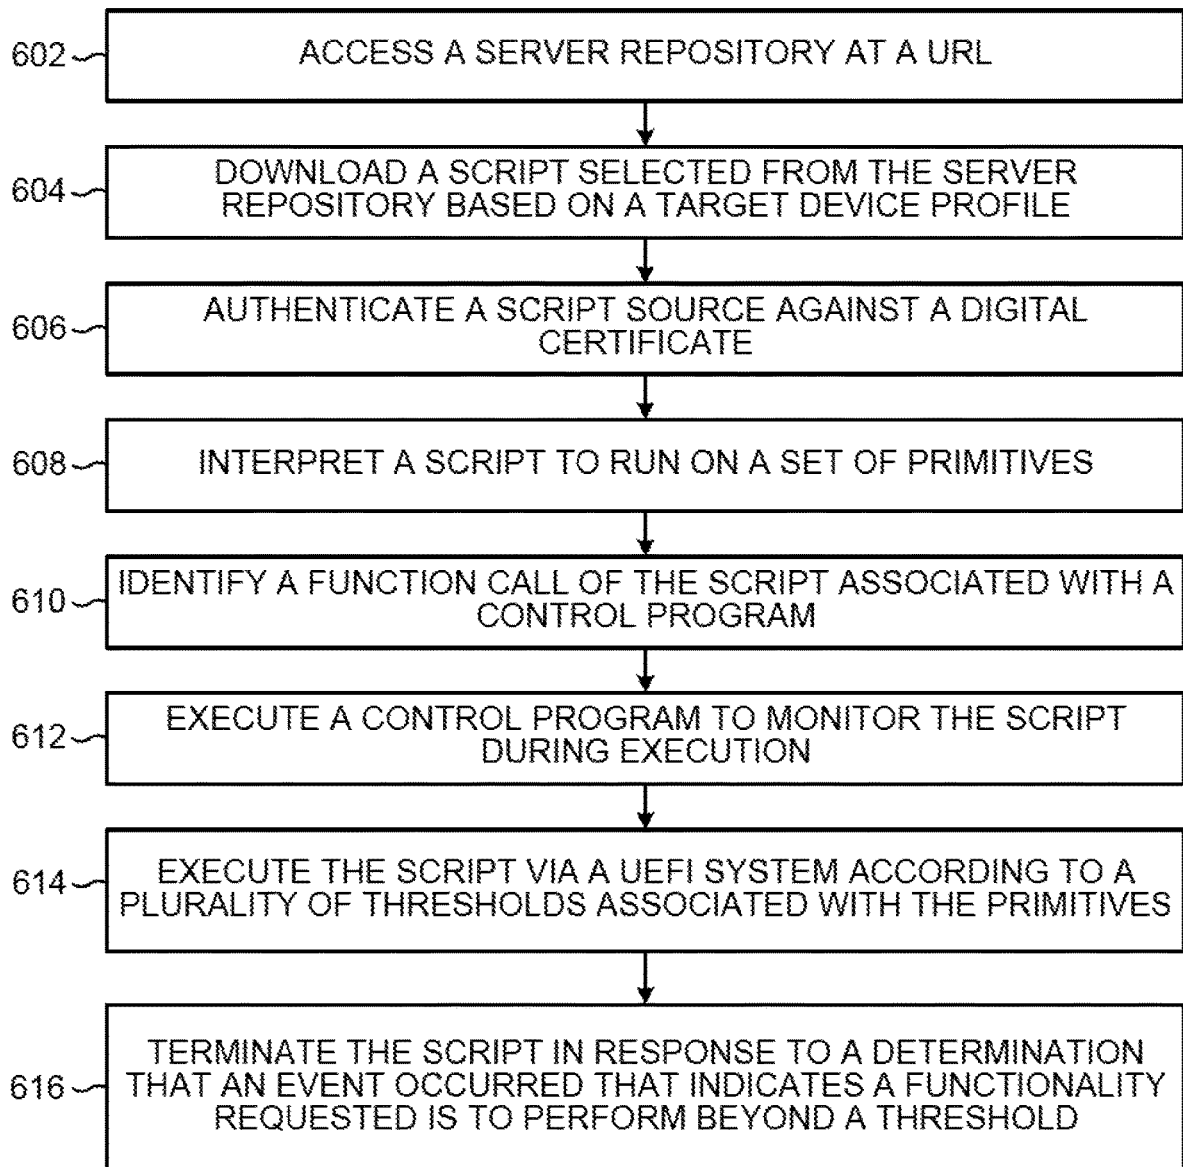 602
ACCESS A SERVER REPOSITORY AT A URL
604
DOWNLOAD A SCRIPT SELECTED FROM THE SERVER
REPOSITORY BASED ON A TARGET DEVICE PROFILE
606
AUTHENTICATE A SCRIPT SOURCE AGAINST A DIGITAL
CERTIFICATE
608
INTERPRET A SCRIPT TO RUN ON A SET OF PRIMITIVES
610
IDENTIFY A FUNCTION CALL OF THE SCRIPT ASSOCIATED WITH A
CONTROL PROGRAM
612
EXECUTE A CONTROL PROGRAM TO MONITOR THE SCRIPT
DURING EXECUTION
614
EXECUTE THE SCRIPT VIA A UEFI SYSTEM ACCORDING TO A
PLURALITY OF THRESHOLDS ASSOCIATED WITH THE PRIMITIVES
616
TERMINATE THE SCRIPT IN RESPONSE TO A DETERMINATION
THAT AN EVENT OCCURRED THAT INDICATES A FUNCTIONALITY
REQUESTED IS TO PERFORM BEYOND A THRESHOLD